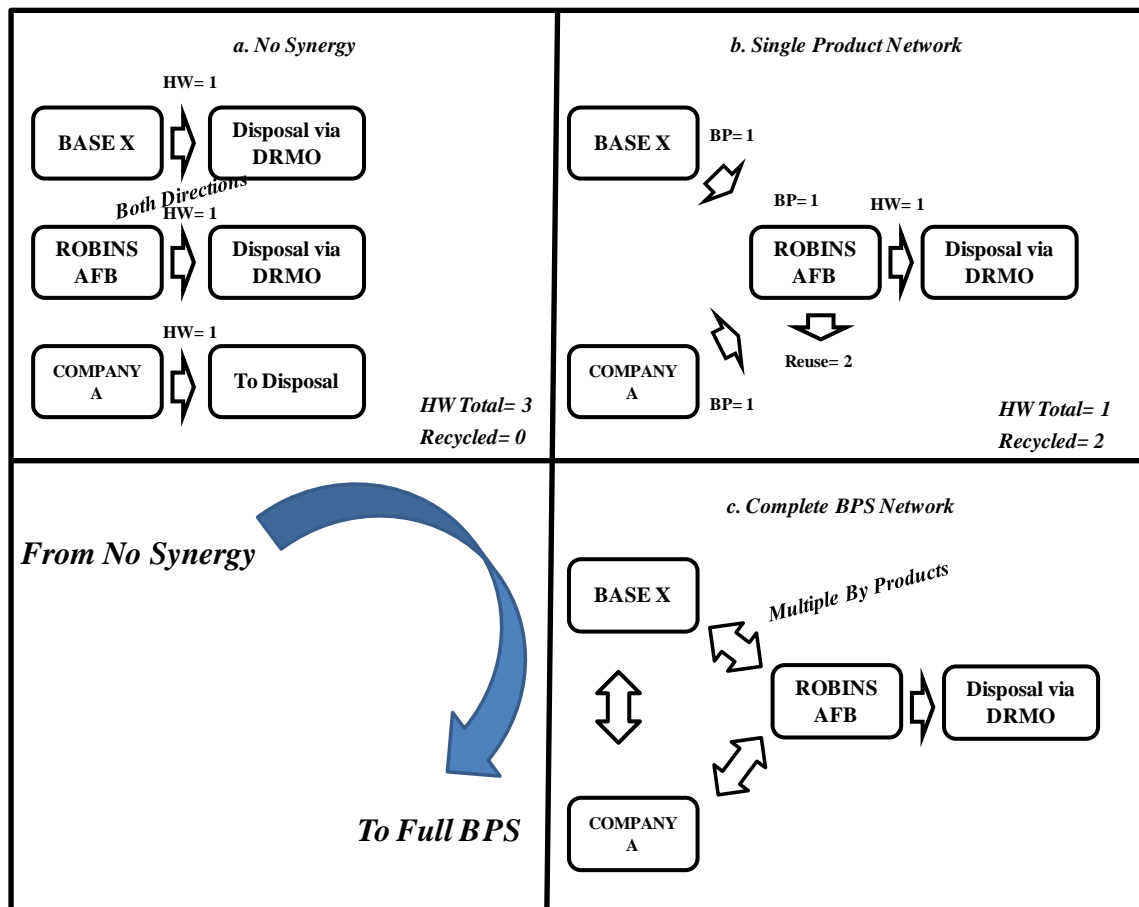 a. No Synergy
HW= 1
BASE X
Disposal via
DRMO
Both Directions
HW= 1
ROBINS
AFB
Disposal via
DRMO
HW= 1
COMPANY
A
To Disposal
HW Total= 3
Recycled= 0
b. Single Product Network
BASE X
BP= 1
BP= 1
HW= 1
ROBINS
AFB
Disposal via
DRMO
Reuse= 2
COMPANY
A
BP= 1
HW Total= 1
Recycled= 2
From No Synergy
To Full BPS
c. Complete BPS Network
BASE X
Multiple By Products
ROBINS
AFB
Disposal via
DRMO
COMPANY
A